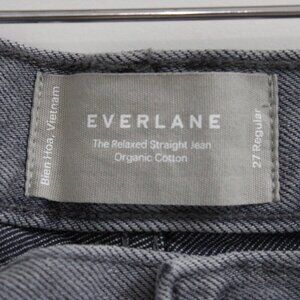 Bien Hoa, Vietnam
EVERLANE
The Relaxed Straight Jean
Organic Cotton
27 Regular